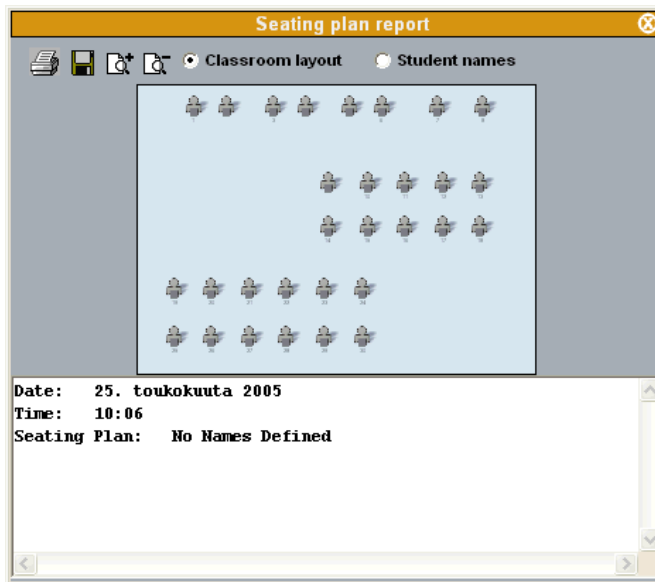 Seating plan report
Classroom layout Student names
Date: 25. toukokuuta 2005
Time: 10:06
Seating Plan: No Names Defined